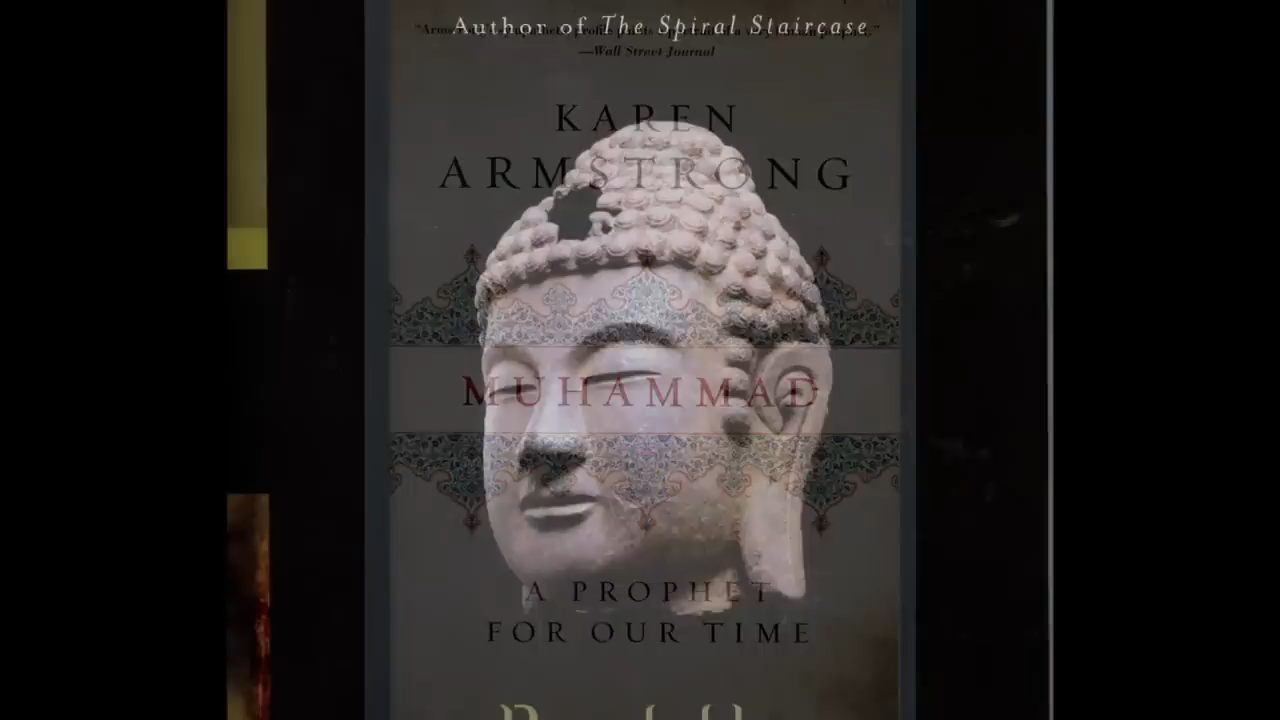 Author of The Spiral Staircase
—Wall Street Journal
KAREN
ARMSTRONG
MUHAMMAD
A PROPHET
FOR OUR TIME